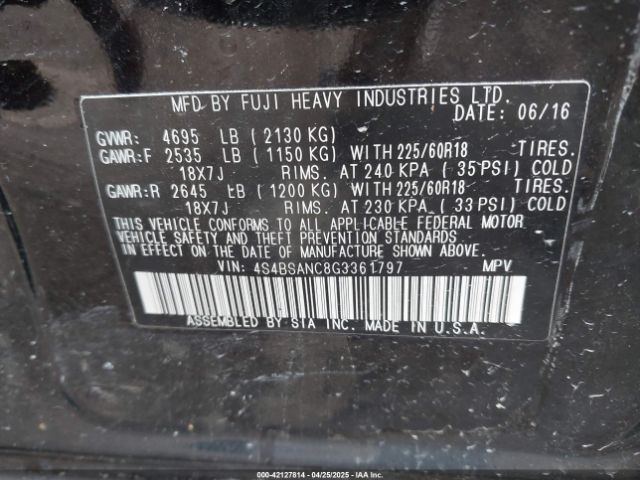 MFD BY FUJI HEAVY INDUSTRIES LTD.
DATE: 06/16
GVWR: 4695 LB (2130 KG)
GAWR:F 2535 LB (1150 KG) WITH 225/60R18 TIRES.
18X7J RIMS. AT 240 KPA (35 PSI) COLD
GAWR:R 2645 LB (1200 KG) WITH 225/60R18 TIRES.
18X7J RIMS. AT 230 KPA. (33 PSI) COLD
THIS VEHICLE CONFORMS TO ALL APPLICABLE FEDERAL MOTOR
VEHICLE SAFETY AND THEFT PREVENTION STANDARDS
IN EFFECT ON THE DATE OF MANUFACTURE SHOWN ABOVE.
VIN: 4S4BSANC8G3361797 MPV
ASSEMBLED BY SIA INC. MADE IN U.S.A.
000-42127814 - 04/25/2025 - IAAI.COM